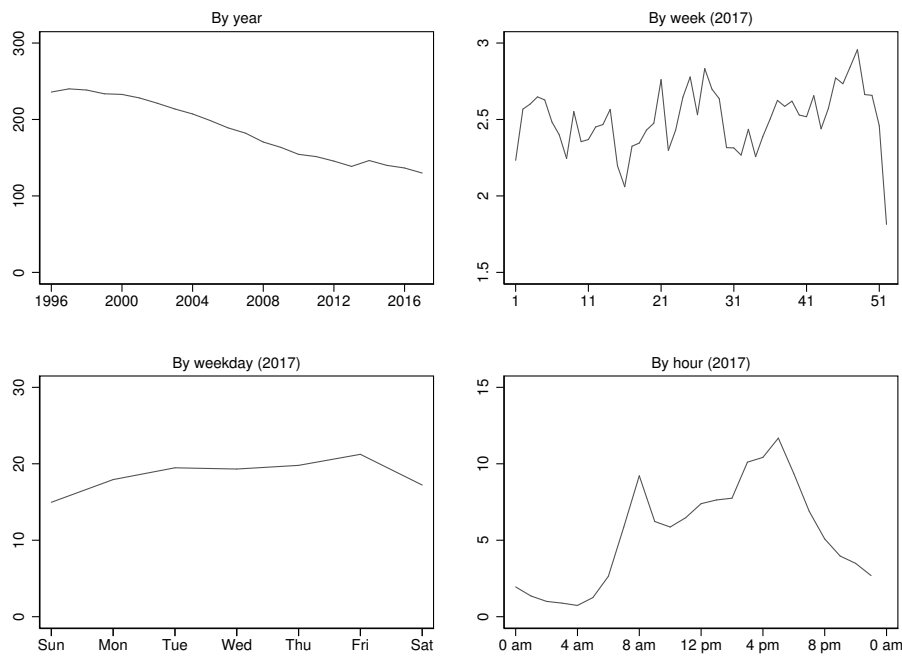 By year
300
200
100
0
1996 2000 2004 2008 2012 2016
By week (2017)
3
2.5
2
1.5
1 11 21 31 41 51
By weekday (2017)
30
20
10
0
Sun Mon Tue Wed Thu Fri Sat
By hour (2017)
15
10
5
0
0 am 4 am 8 am 12 pm 4 pm 8 pm 0 am